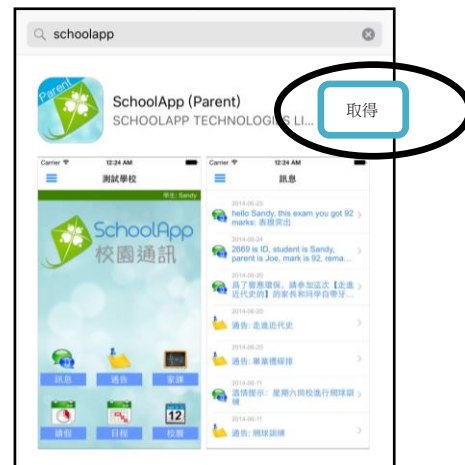 schoolapp
Parent
SchoolApp (Parent)
SCHOOLAPP TECHNOLOGIES LI...
取得
Carrier 12:24 AM
測試學校
學生: Sandy
SchoolApp
校園通訊
訊息 通告 家課
12
請假 日程 校曆
Carrier 12:24 AM
訊息
2014-06-25
hello Sandy, this exam you got 92
marks: 表現突出
2014-06-24
2669 is ID, student is Sandy,
parent is Joe, mark is 92, rema...
2014-06-20
爲了響應環保，請參加這次【走進
近代史的】的家長和同學自帶牙...
2014-06-20
通告: 走進近代史
2014-06-20
通告: 畢業禮綵排
2014-06-11
溫情提示：星期六回校進行網球訓
練
2014-06-11
通告: 網球訓練